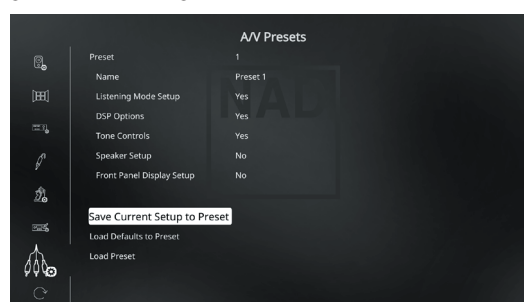 A/V Presets
Preset 1
Name Preset 1
Listening Mode Setup Yes
DSP Options Yes
Tone Controls Yes
Speaker Setup No
Front Panel Display Setup No
NAD
Save Current Setup to Preset
Load Defaults to Preset
Load Preset